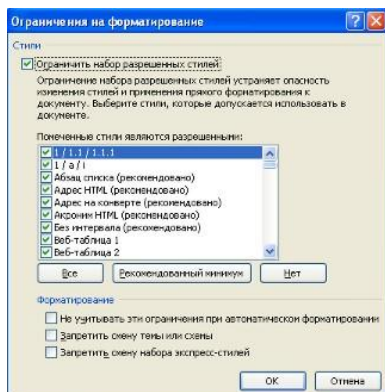 Ограничения на форматирование
Стили
Ограничить набор разрешенных стилей:
Ограничение набора разрешенных стилей устраняет опасность
изменения стилей и применения прямого форматирования к
документу. Выберите стили, которые допускается использовать в
документе.
Помеченные стили являются разрешенными:
1 / 1.1 / 1.1.1
1 / a / i
Абзац списка (рекомендовано)
Адрес HTML (рекомендовано)
Адрес на конверте (рекомендовано)
Акроним HTML (рекомендовано)
Без интервала (рекомендовано)
Веб-таблица 1
Веб-таблица 2
Все Рекомендованный минимум Нет
Форматирование
Не учитывать эти ограничения при автоматическом форматировании
Запретить смену темы или схемы
Запретить смену набора экспресс-стилей
ОК Отмена